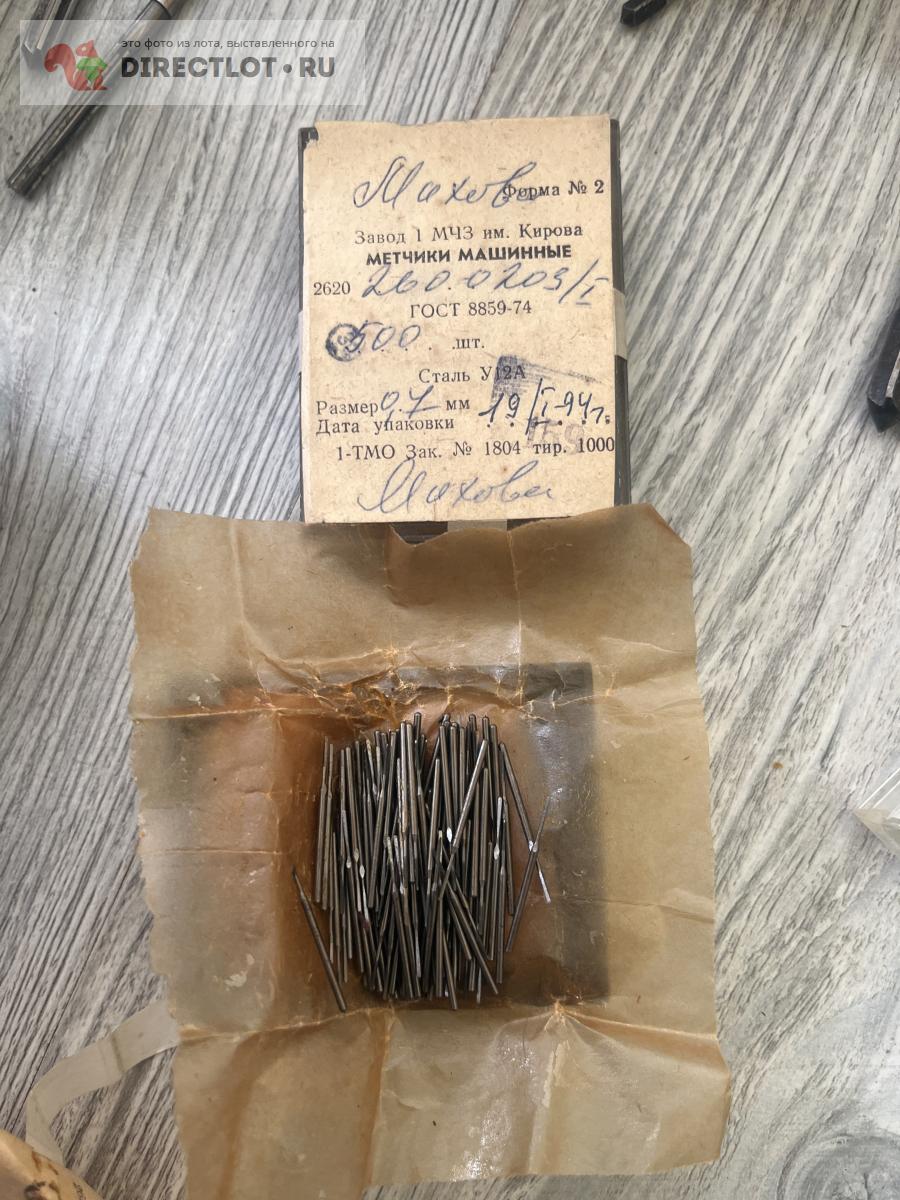 это фото из лота, выставленного на
DIRECTLOT.RU
Махова
Форма № 2
Завод 1 МЧЗ им. Кирова
МЕТЧИКИ МАШИННЫЕ
2620 260.0203/I
ГОСТ 8859-74
500 . .шт.
Сталь У12А
Размер 0,7 мм 19/I-94г.
Дата упаковки
1-ТМО Зак. № 1804 тир. 1000
Махова